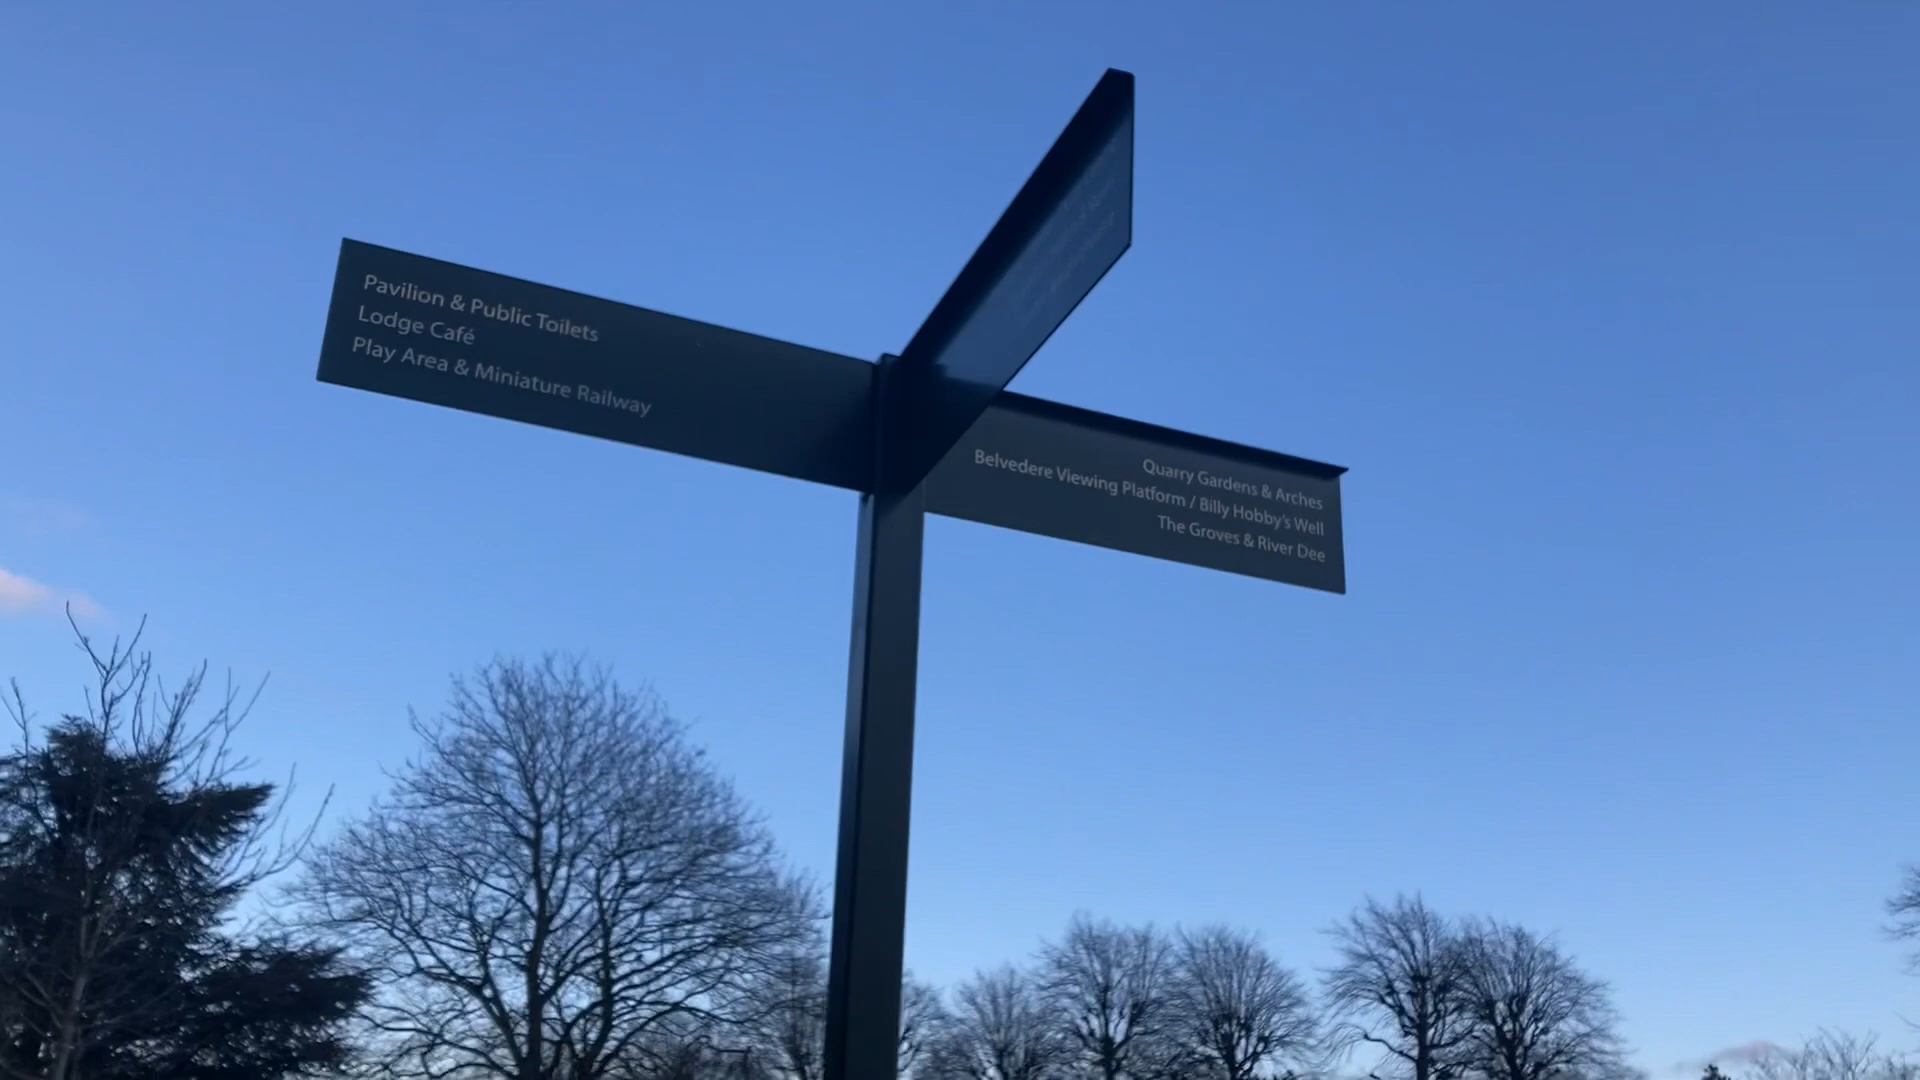 Pavilion & Public Toilets
Lodge Café
Play Area & Miniature Railway
Quarry Gardens & Arches
Belvedere Viewing Platform / Billy Hobby's Well
The Groves & River Dee